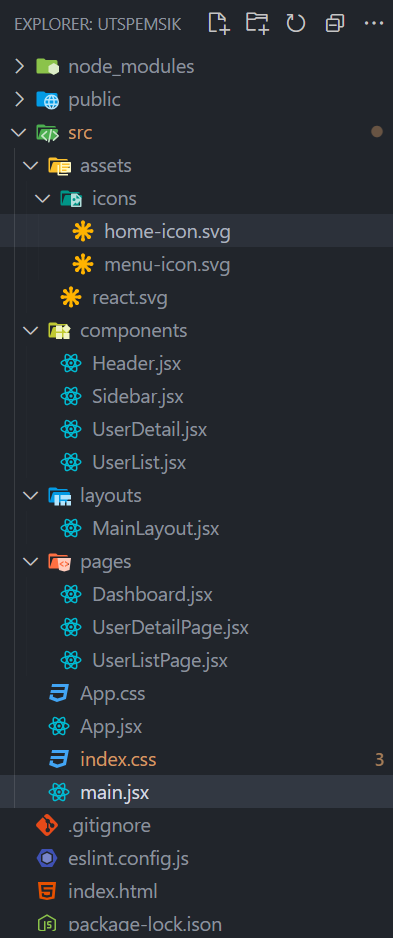 EXPLORER: UTSPEMSIK
node_modules
public
src
assets
icons
home-icon.svg
menu-icon.svg
react.svg
components
Header.jsx
Sidebar.jsx
UserDetail.jsx
UserList.jsx
layouts
MainLayout.jsx
pages
Dashboard.jsx
UserDetailPage.jsx
UserListPage.jsx
App.css
App.jsx
index.css 3
main.jsx
.gitignore
eslint.config.js
index.html
package-lock.json